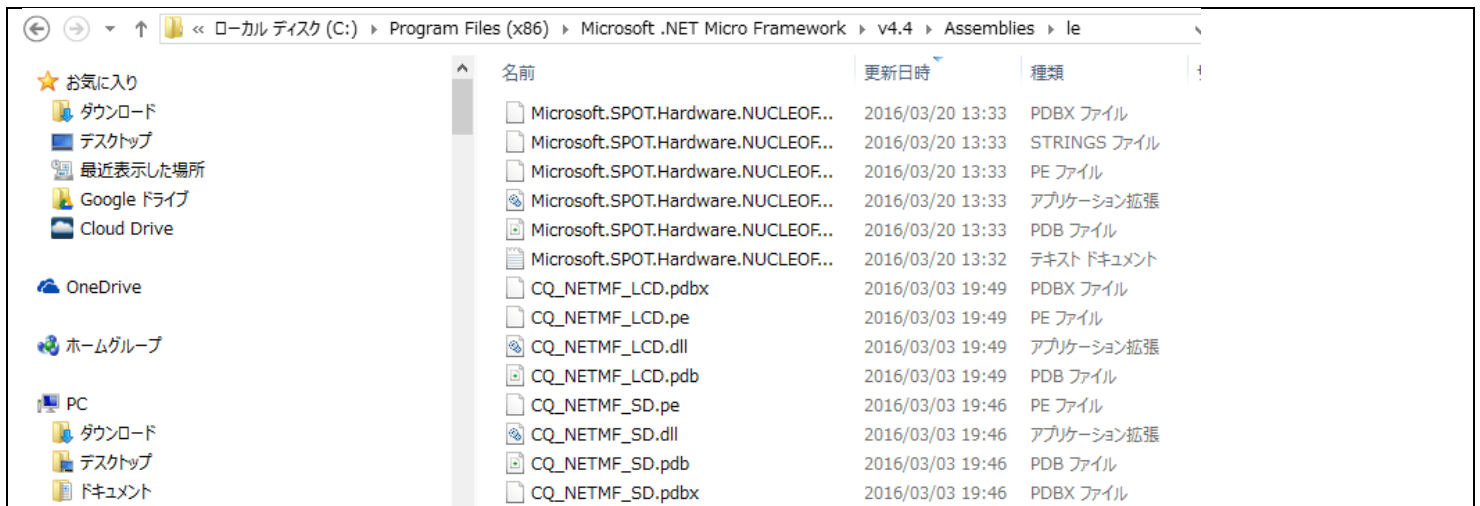 « ローカル ディスク (C:) ▸ Program Files (x86) ▸ Microsoft .NET Micro Framework ▸ v4.4 ▸ Assemblies ▸ le
お気に入り
ダウンロード
デスクトップ
最近表示した場所
Google ドライブ
Cloud Drive
OneDrive
ホームグループ
PC
ダウンロード
デスクトップ
ドキュメント
名前 更新日時 種類
Microsoft.SPOT.Hardware.NUCLEOF... 2016/03/20 13:33 PDBX ファイル
Microsoft.SPOT.Hardware.NUCLEOF... 2016/03/20 13:33 STRINGS ファイル
Microsoft.SPOT.Hardware.NUCLEOF... 2016/03/20 13:33 PE ファイル
Microsoft.SPOT.Hardware.NUCLEOF... 2016/03/20 13:33 アプリケーション拡張
Microsoft.SPOT.Hardware.NUCLEOF... 2016/03/20 13:33 PDB ファイル
Microsoft.SPOT.Hardware.NUCLEOF... 2016/03/20 13:32 テキスト ドキュメント
CQ_NETMF_LCD.pdbx 2016/03/03 19:49 PDBX ファイル
CQ_NETMF_LCD.pe 2016/03/03 19:49 PE ファイル
CQ_NETMF_LCD.dll 2016/03/03 19:49 アプリケーション拡張
CQ_NETMF_LCD.pdb 2016/03/03 19:49 PDB ファイル
CQ_NETMF_SD.pe 2016/03/03 19:46 PE ファイル
CQ_NETMF_SD.dll 2016/03/03 19:46 アプリケーション拡張
CQ_NETMF_SD.pdb 2016/03/03 19:46 PDB ファイル
CQ_NETMF_SD.pdbx 2016/03/03 19:46 PDBX ファイル